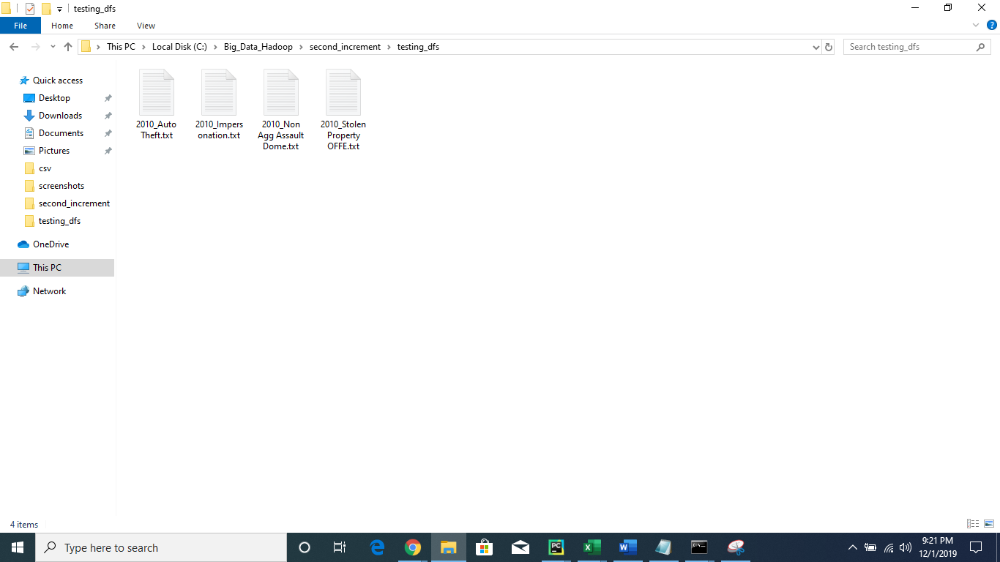 testing_dfs
File Home Share View
This PC Local Disk (C:) Big_Data_Hadoop second_increment testing_dfs
Search testing_dfs
Quick access
Desktop
Downloads
Documents
Pictures
csv
screenshots
second_increment
testing_dfs
OneDrive
This PC
Network
2010_Auto
Theft.txt
2010_Impers
onation.txt
2010_Non
Agg Assault
Dome.txt
2010_Stolen
Property
OFFE.txt
4 items
Type here to search
9:21 PM
12/1/2019